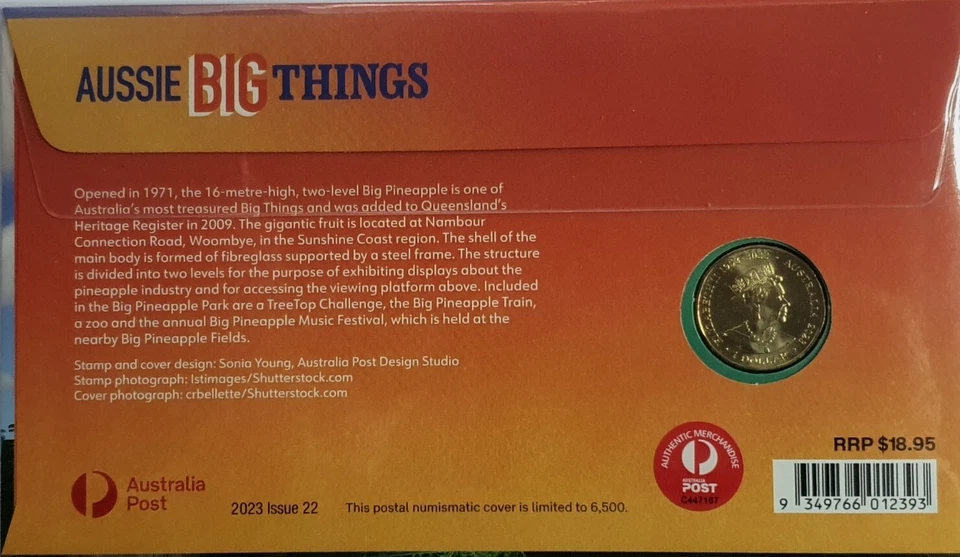 AUSSIE BIG THINGS
Opened in 1971, the 16-metre-high, two-level Big Pineapple is one of
Australia's most treasured Big Things and was added to Queensland's
Heritage Register in 2009. The gigantic fruit is located at Nambour
Connection Road, Woombye, in the Sunshine Coast region. The shell of the
main body is formed of fibreglass supported by a steel frame. The structure
is divided into two levels for the purpose of exhibiting displays about the
pineapple industry and for accessing the viewing platform above. Included
in the Big Pineapple Park are a TreeTop Challenge, the Big Pineapple Train,
a zoo and the annual Big Pineapple Music Festival, which is held at the
nearby Big Pineapple Fields.
Stamp and cover design: Sonia Young, Australia Post Design Studio
Stamp photograph: Istimages/Shutterstock.com
Cover photograph: crbellette/Shutterstock.com
ELIZABETH II 1952-2022 • AUSTRALIA 2023
1 DOLLAR
AUTHENTIC MERCHANDISE
AUSTRALIA
POST
C447187
RRP $18.95
9 349766 012393
Australia
Post
2023 Issue 22
This postal numismatic cover is limited to 6,500.